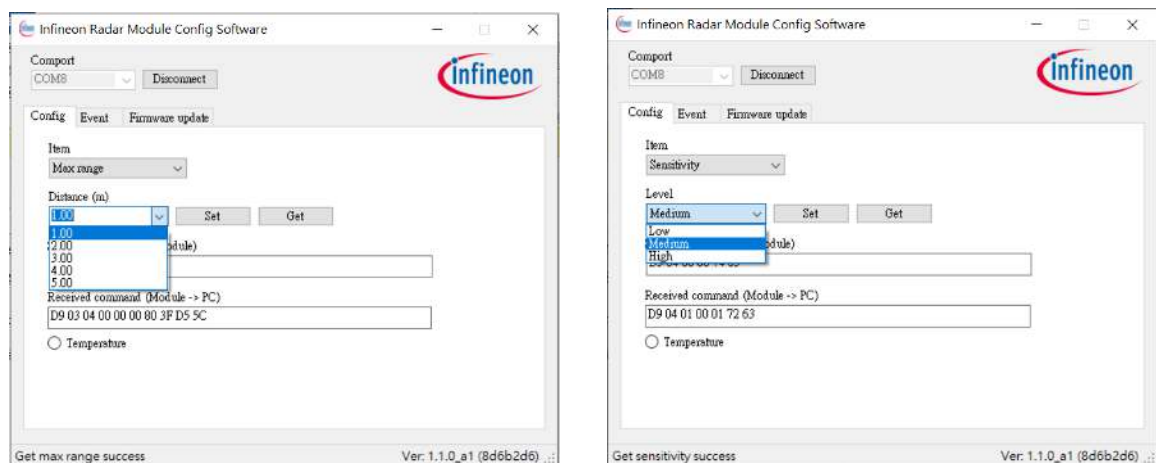 Infineon Radar Module Config Software
Comport
COM8
Disconnect
infineon
Config
Event
Firmware update
Item
Max range
Distance (m)
1.00
Set
Get
1.00
2.00
3.00
4.00
5.00
dule)
Received command (Module -> PC)
D9 03 04 00 00 00 80 3F D5 5C
Temperature
Get max range success
Ver: 1.1.0_a1 (8d6b2d6)
Infineon Radar Module Config Software
Comport
COM8
Disconnect
infineon
Config
Event
Firmware update
Item
Sensitivity
Level
Medium
Set
Get
Low
Medium
High
dule)
Received command (Module -> PC)
D9 04 01 00 01 72 63
Temperature
Get sensitivity success
Ver: 1.1.0_a1 (8d6b2d6)